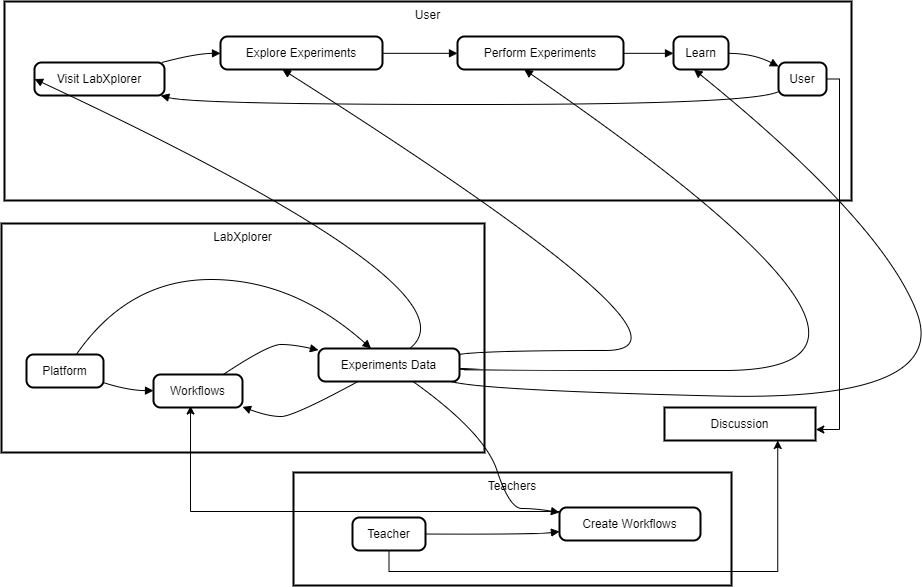 User
Explore Experiments
Perform Experiments
Learn
Visit LabXplorer
User
LabXplorer
Platform
Experiments Data
Workflows
Discussion
Teachers
Teacher
Create Workflows